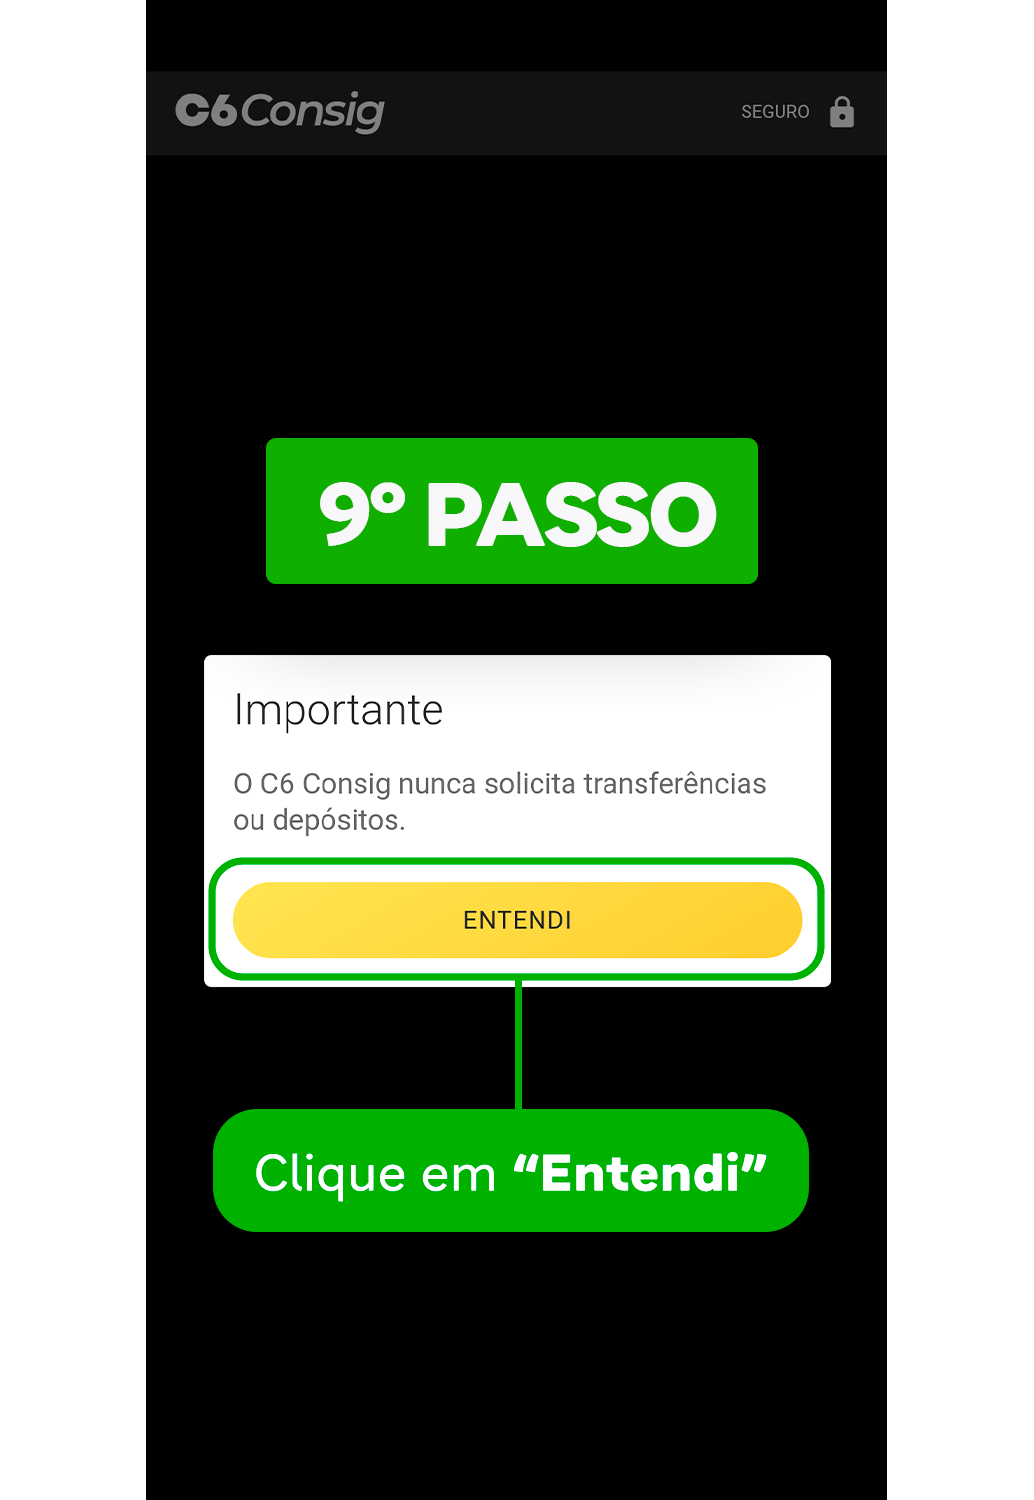 C6 Consig
SEGURO
9º PASSO
Importante
O C6 Consig nunca solicita transferências
ou depósitos.
ENTENDI
Clique em “Entendi”